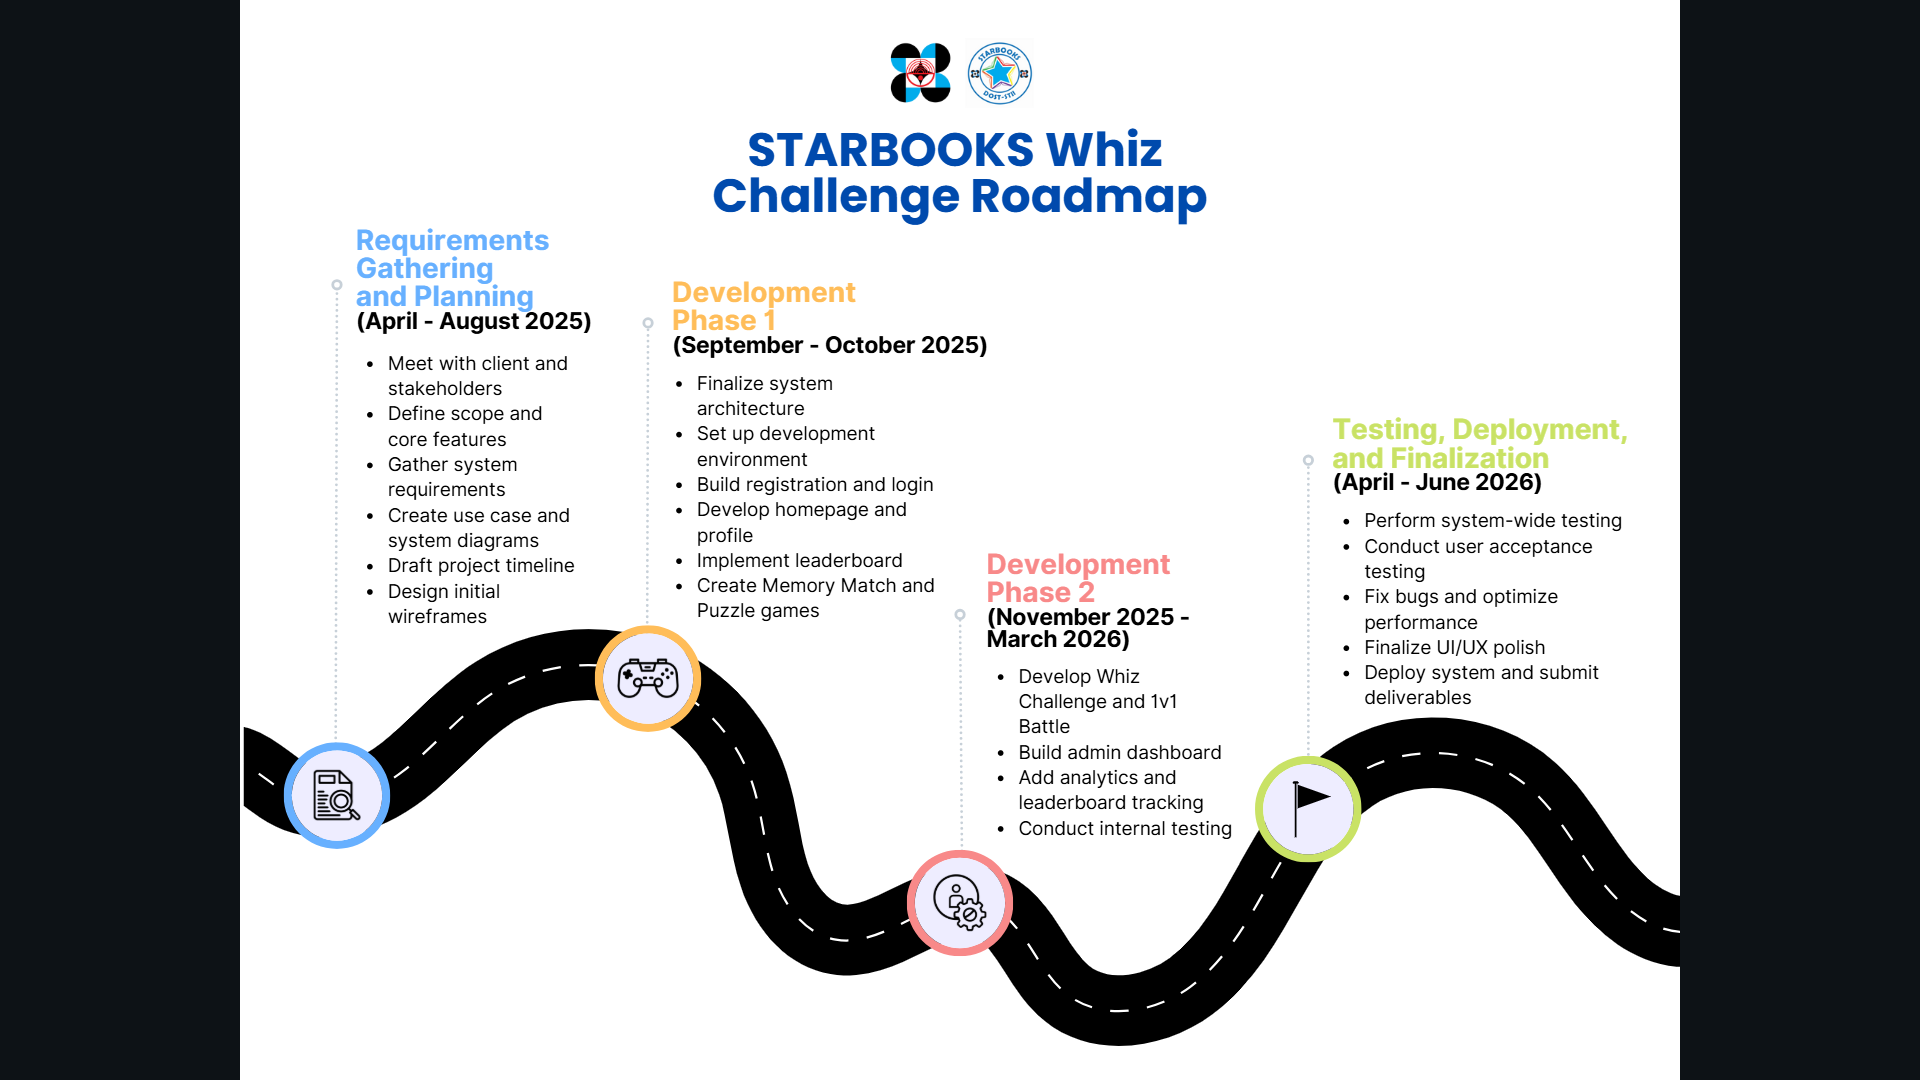 STARBOOKS
DOST-STII
STARBOOKS Whiz
Challenge Roadmap
Requirements
Gathering
and Planning
(April - August 2025)
• Meet with client and
stakeholders
• Define scope and
core features
• Gather system
requirements
• Create use case and
system diagrams
• Draft project timeline
• Design initial
wireframes
Development
Phase 1
(September - October 2025)
• Finalize system
architecture
• Set up development
environment
• Build registration and login
• Develop homepage and
profile
• Implement leaderboard
• Create Memory Match and
Puzzle games
Development
Phase 2
(November 2025 -
March 2026)
• Develop Whiz
Challenge and 1v1
Battle
• Build admin dashboard
• Add analytics and
leaderboard tracking
• Conduct internal testing
Testing, Deployment,
and Finalization
(April - June 2026)
• Perform system-wide testing
• Conduct user acceptance
testing
• Fix bugs and optimize
performance
• Finalize UI/UX polish
• Deploy system and submit
deliverables